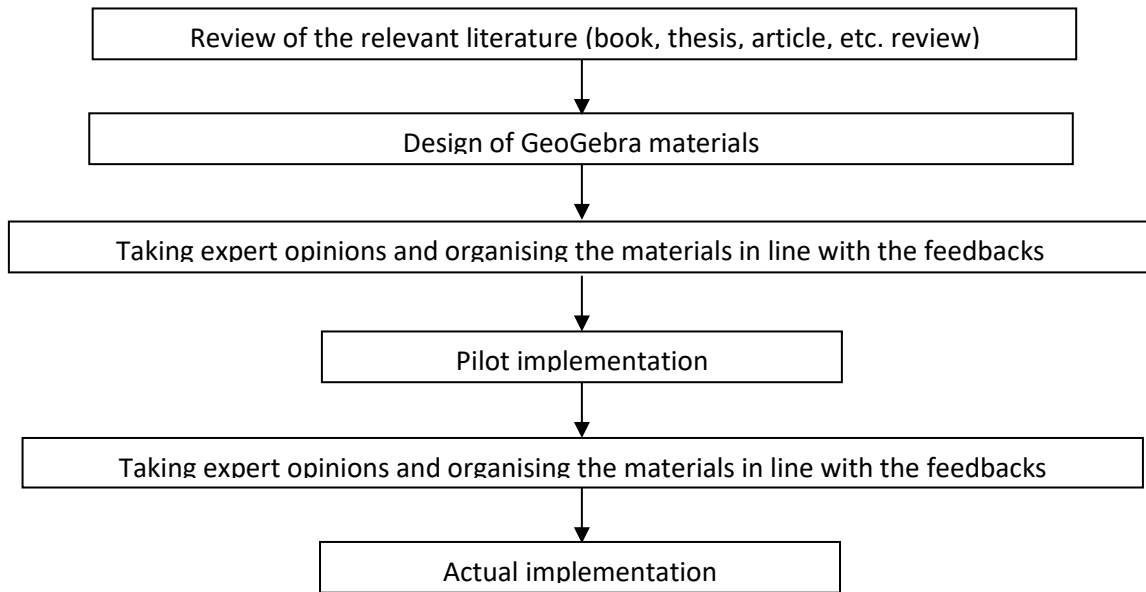 Review of the relevant literature (book, thesis, article, etc. review)
Design of GeoGebra materials
Taking expert opinions and organising the materials in line with the feedbacks
Pilot implementation
Taking expert opinions and organising the materials in line with the feedbacks
Actual implementation